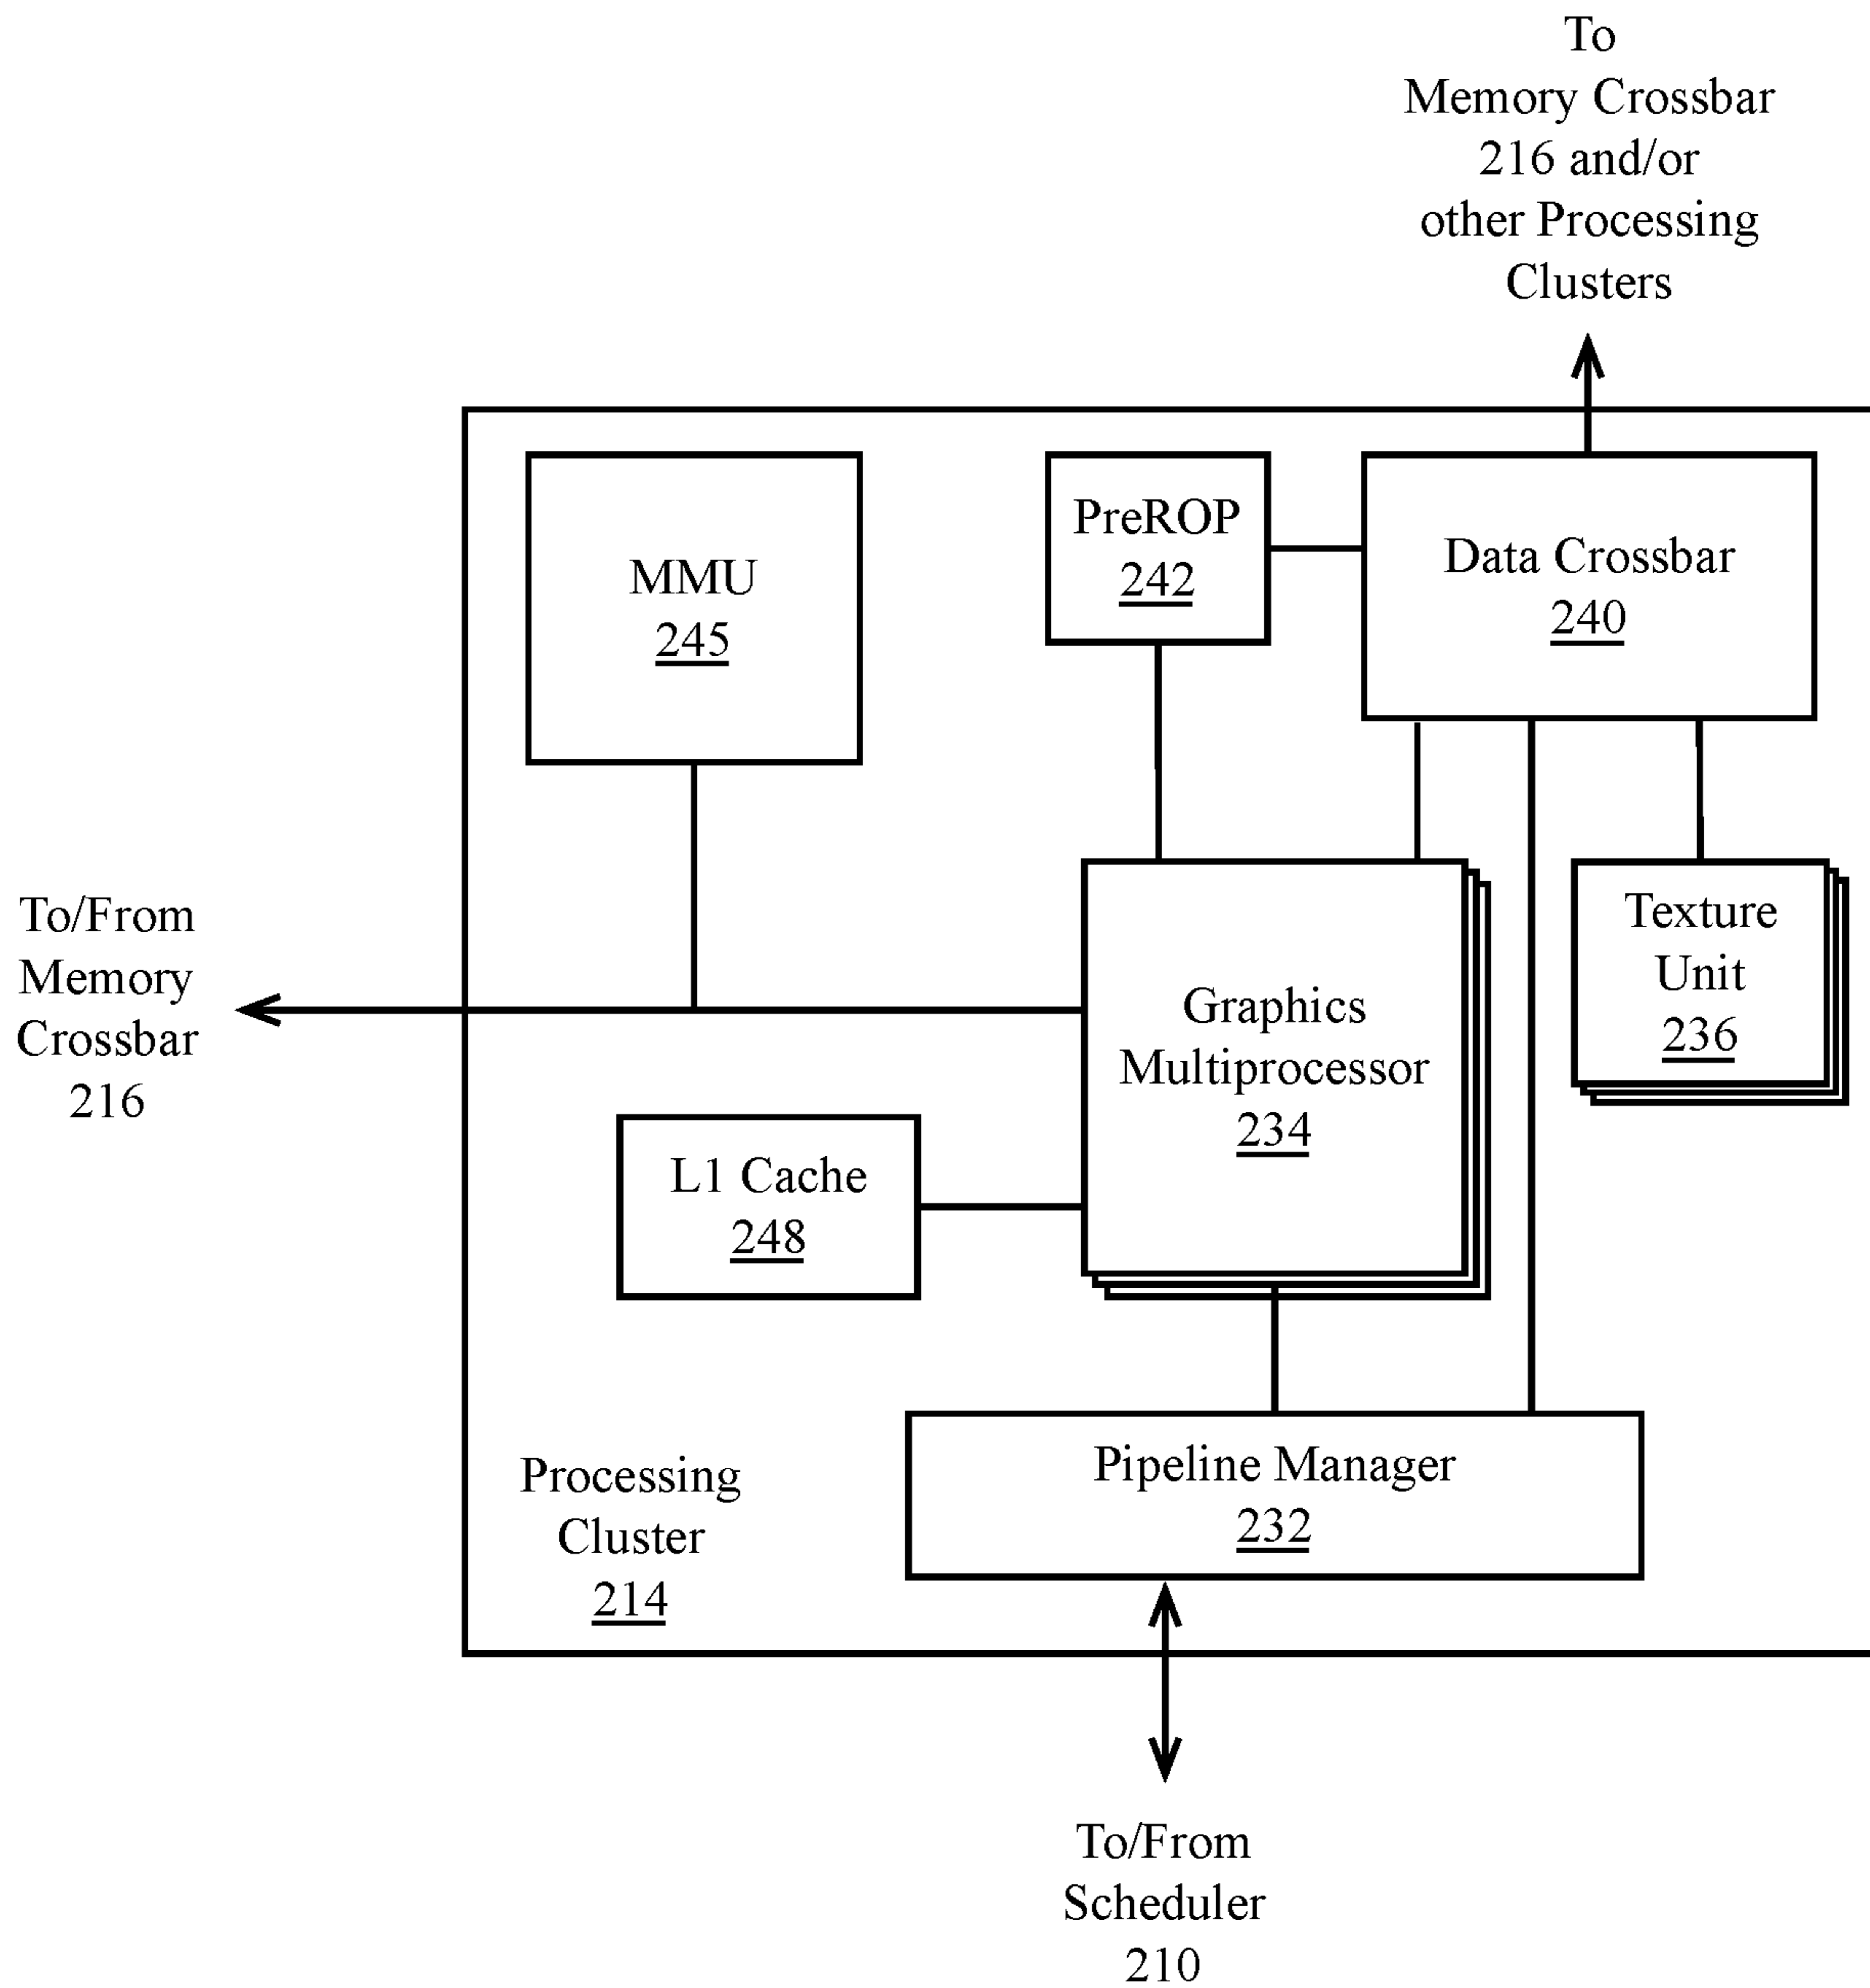 To
Memory Crossbar
216 and/or
other Processing
Clusters
MMU
245
PreROP
242
Data Crossbar
240
To/From
Memory
Crossbar
216
Graphics
Multiprocessor
234
Texture
Unit
236
L1 Cache
248
Processing
Cluster
214
Pipeline Manager
232
To/From
Scheduler
210